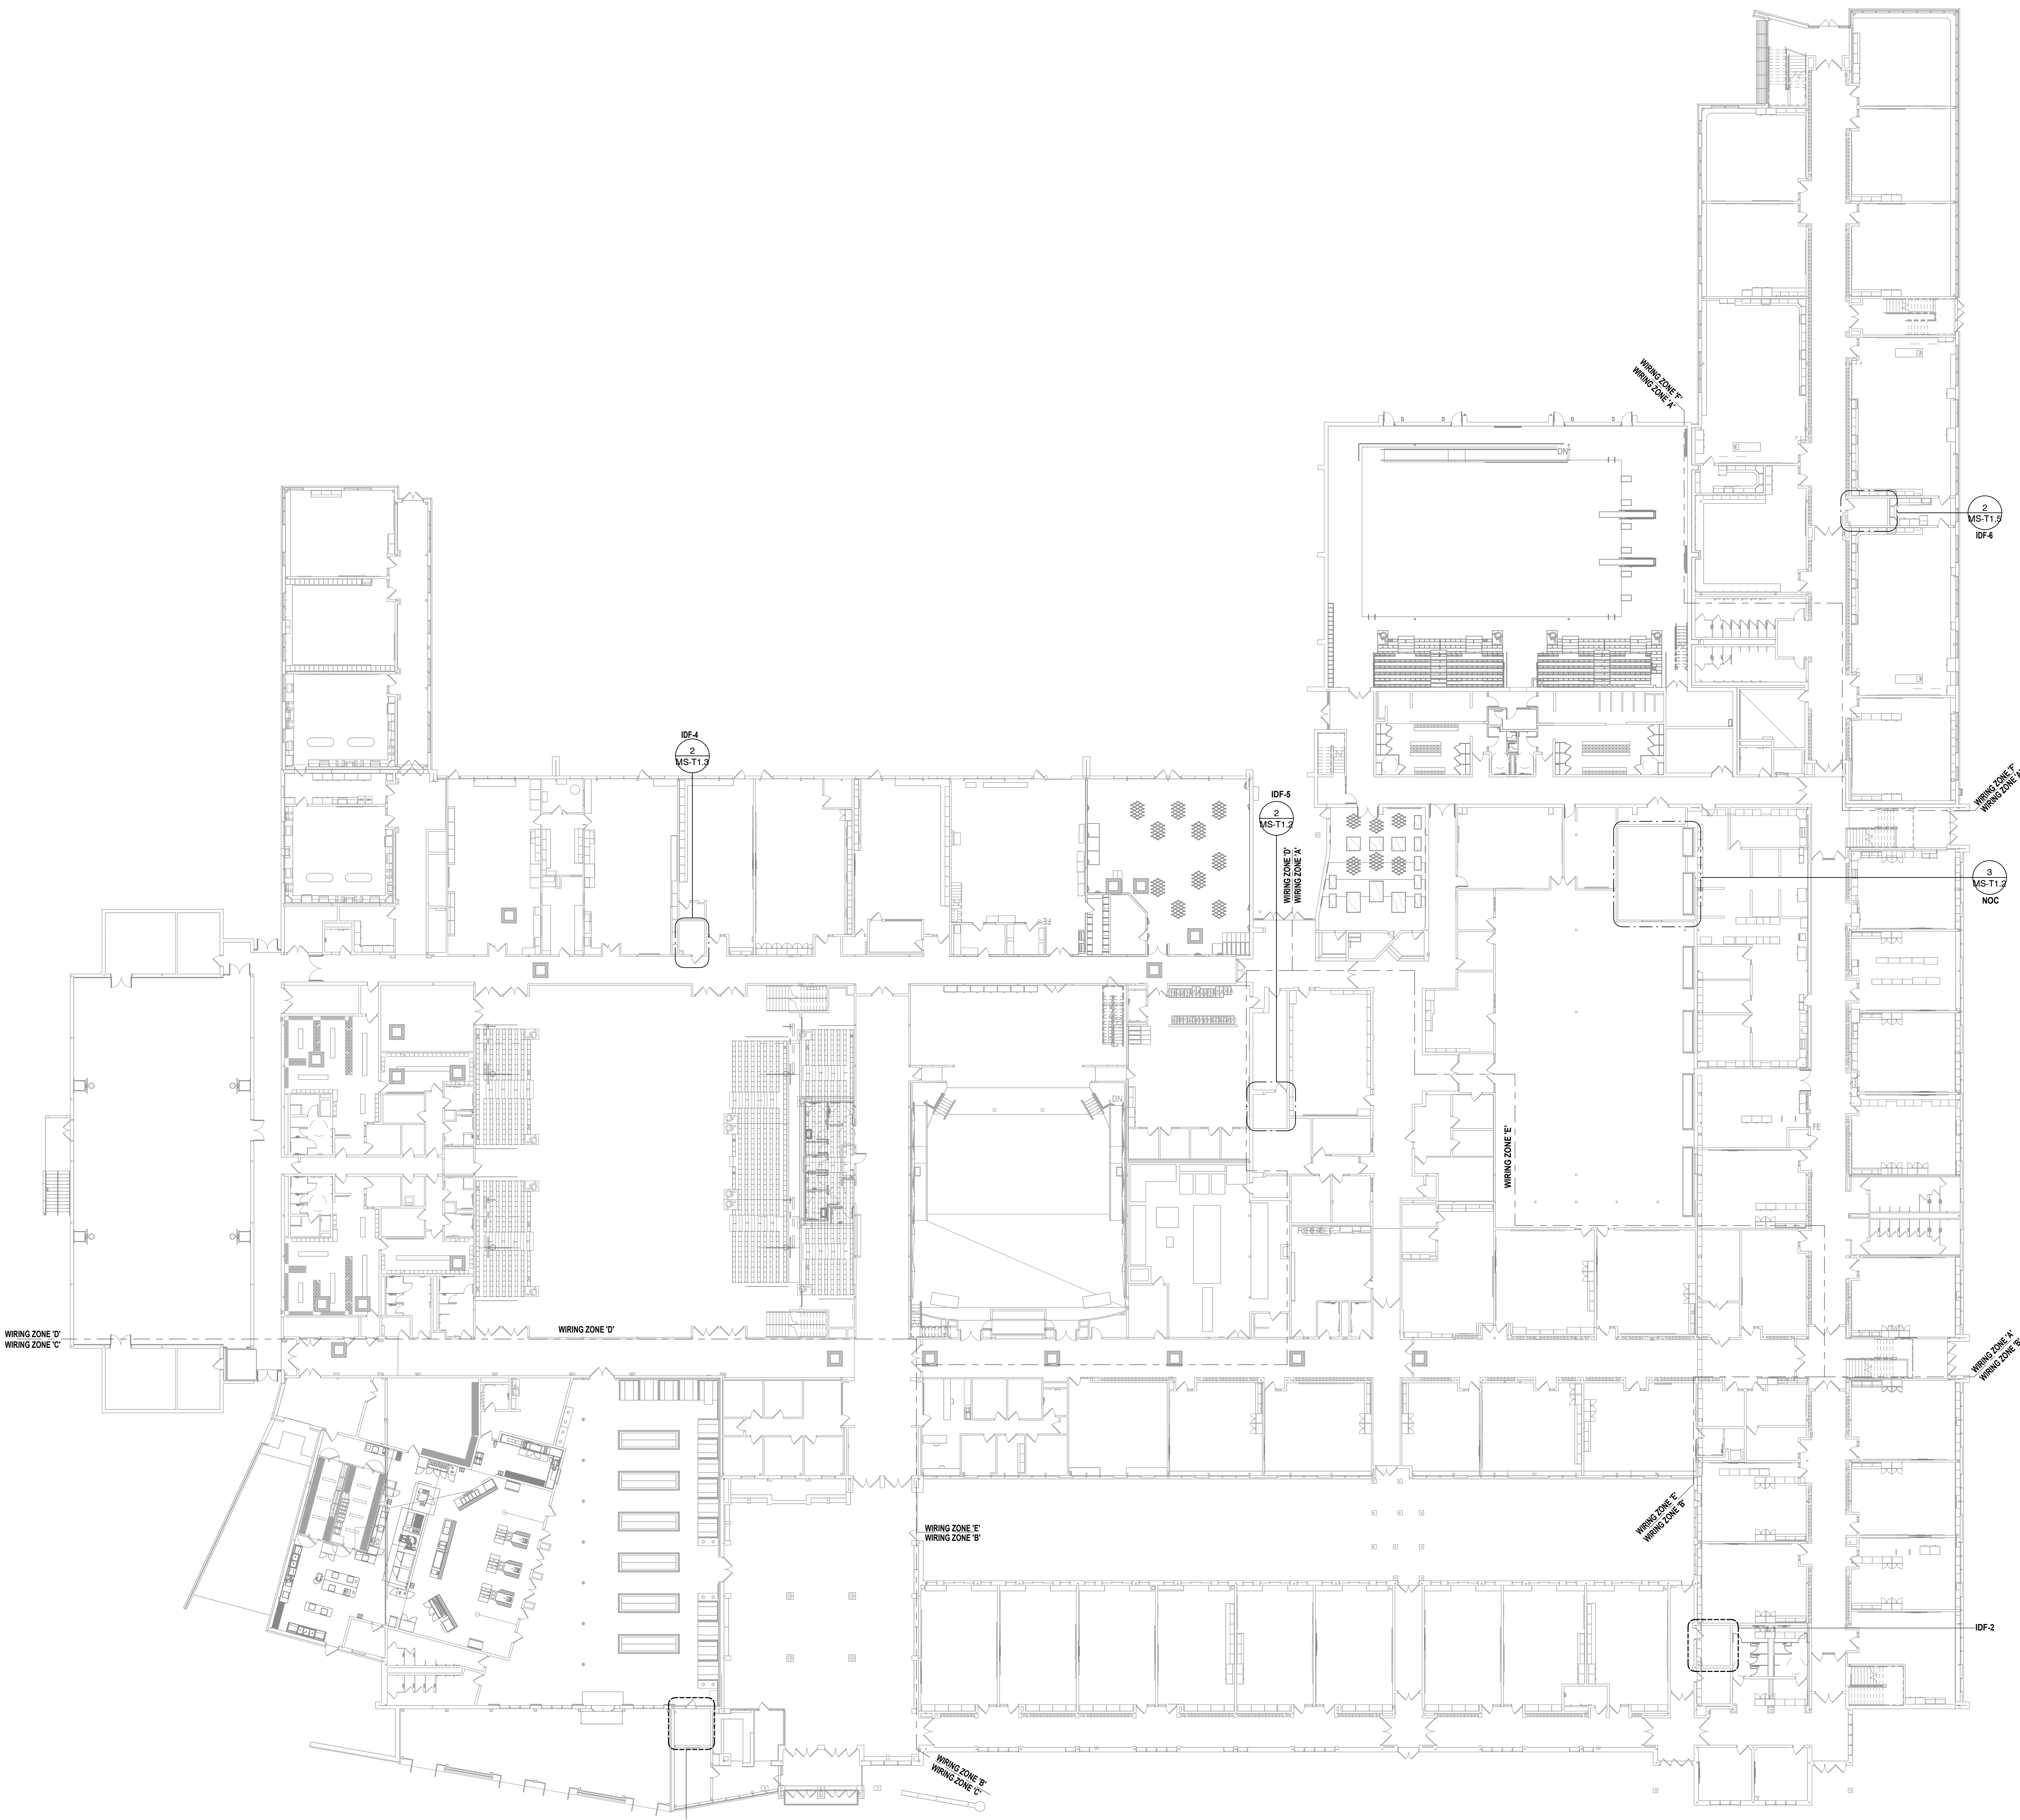 WIRING ZONE 'F'
WIRING ZONE 'A'
DN
2
MS-T1.5
IDF-6
IDF-4
2
MS-T1.3
WIRING ZONE 'F'
WIRING ZONE 'A'
IDF-5
2
MS-T1.2
WIRING ZONE 'D'
WIRING ZONE 'A'
3
MS-T1.2
NOC
DN
FE
WIRING ZONE 'E'
WIRING ZONE 'D'
WIRING ZONE 'C'
WIRING ZONE 'D'
WIRING ZONE 'A'
WIRING ZONE 'B'
WIRING ZONE 'E'
WIRING ZONE 'B'
WIRING ZONE 'E'
WIRING ZONE 'B'
IDF-2
WIRING ZONE 'B'
WIRING ZONE 'C'